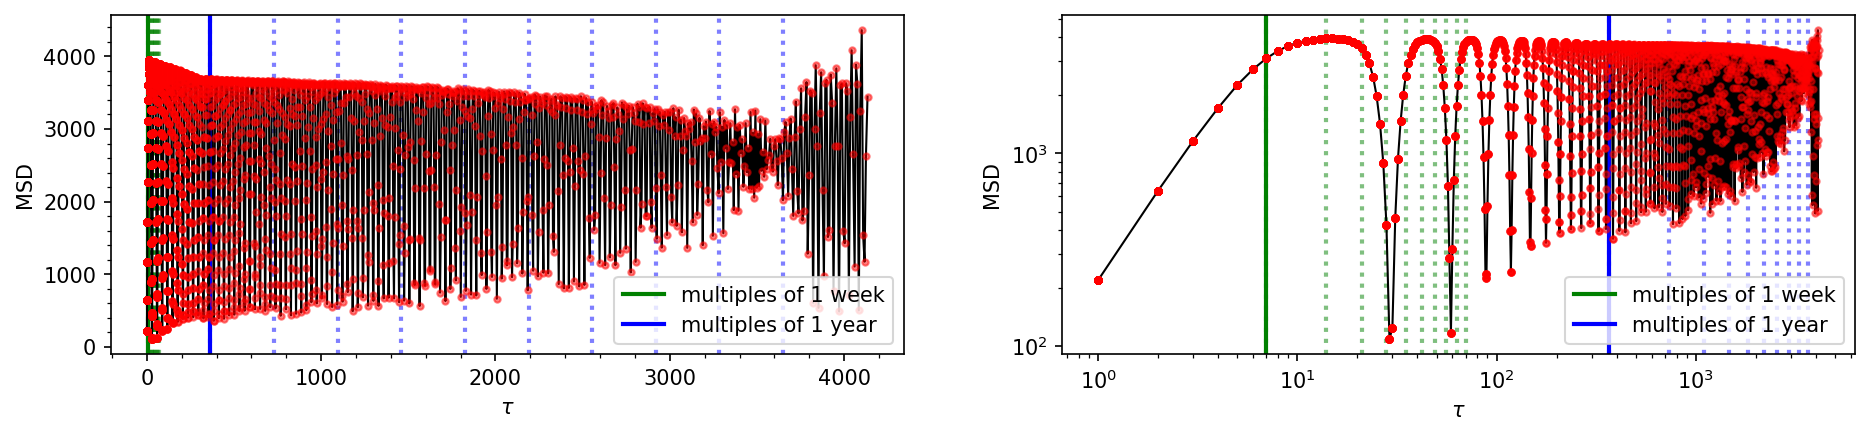 4000
3000
2000
1000
0
MSD
0
1000
2000
3000
4000
τ
multiples of 1 week
multiples of 1 year
10³
10²
MSD
10⁰
10¹
10²
10³
τ
multiples of 1 week
multiples of 1 year